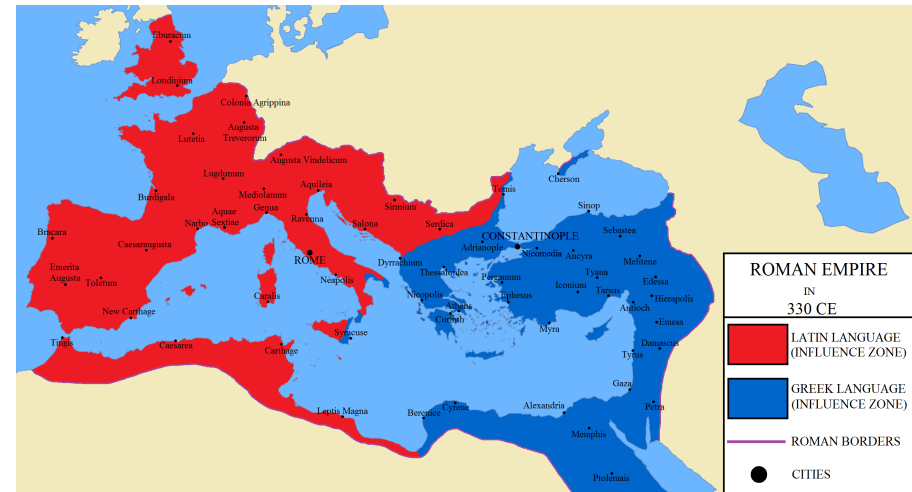 Eburacum
Londinium
Colonia Agrippina
Augusta
Treverorum
Lutetia
Augusta Vindelicum
Lugdunum
Mediolanum
Aquileia
Burdigala
Genua
Ravenna
Sirmium
Tomis
Cherson
Sinop
Bracara
Narbo
Aquae
Sextiae
Salona
Serdica
CONSTANTINOPLE
Adrianople
Nicomedia
Sebastea
Caesaraugusta
ROME
Dyrrachium
Ancyra
Melitene
Emerita
Augusta
Toletum
Neapolis
Thessalonica
Pergamum
Tyana
Edessa
Caralis
Nicopolis
Athens
Ephesus
Iconium
Tarsus
Hierapolis
New Carthage
Corinth
Antioch
Tingis
Caesarea
Carthage
Syracuse
Myra
Emesa
Tyrus
Damascus
Gaza
Leptis Magna
Berenice
Cyrene
Alexandria
Petra
Memphis
Ptolemais
ROMAN EMPIRE
IN
330 CE
LATIN LANGUAGE
(INFLUENCE ZONE)
GREEK LANGUAGE
(INFLUENCE ZONE)
ROMAN BORDERS
CITIES